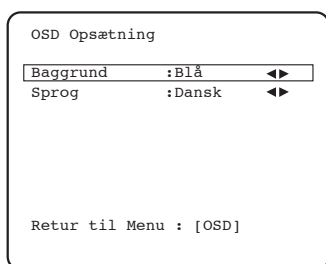 OSD Opsætning
Baggrund :Blå ◀▶
Sprog :Dansk ◀▶
Retur til Menu : [OSD]